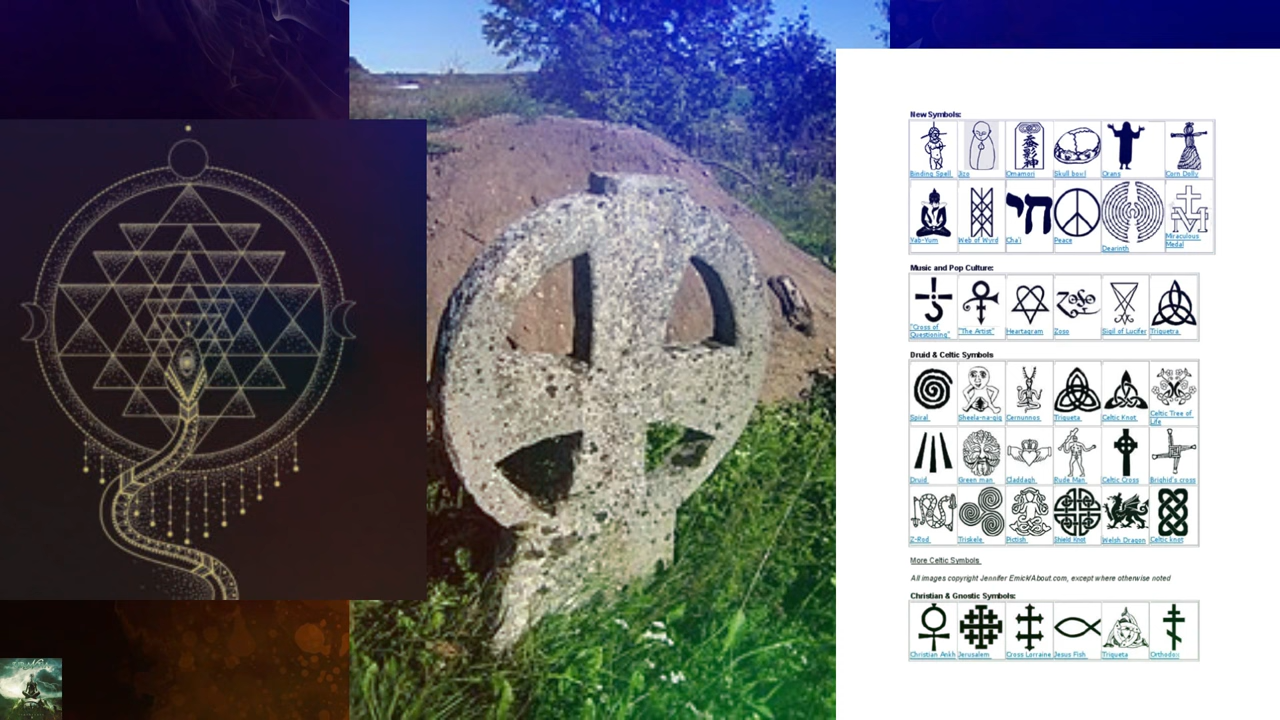 New Symbols:
Binding Spell Jizo Omamori Skull bowl Orans Corn Dolly
Yab-Yum Web of Wyrd Cha'i Peace Dearinth Miraculous Medal
Music and Pop Culture:
"Cross of Questioning" "The Artist" Heartagram Zoso Sigil of Lucifer Triquetra
Druid & Celtic Symbols
Spiral Sheela-na-gig Cernunnos Triqueta Celtic Knot Celtic Tree of Life
Druid Green man Claddagh Rude Man Celtic Cross Brighid's cross
Z-Rod Triskele Pictish Shield Knot Welsh Dragon Celtic knot
More Celtic Symbols
All images copyright Jennifer Emick/About.com, except where otherwise noted
Christian & Gnostic Symbols:
Christian Ankh Jerusalem Cross Lorraine Jesus Fish Triqueta Orthodox